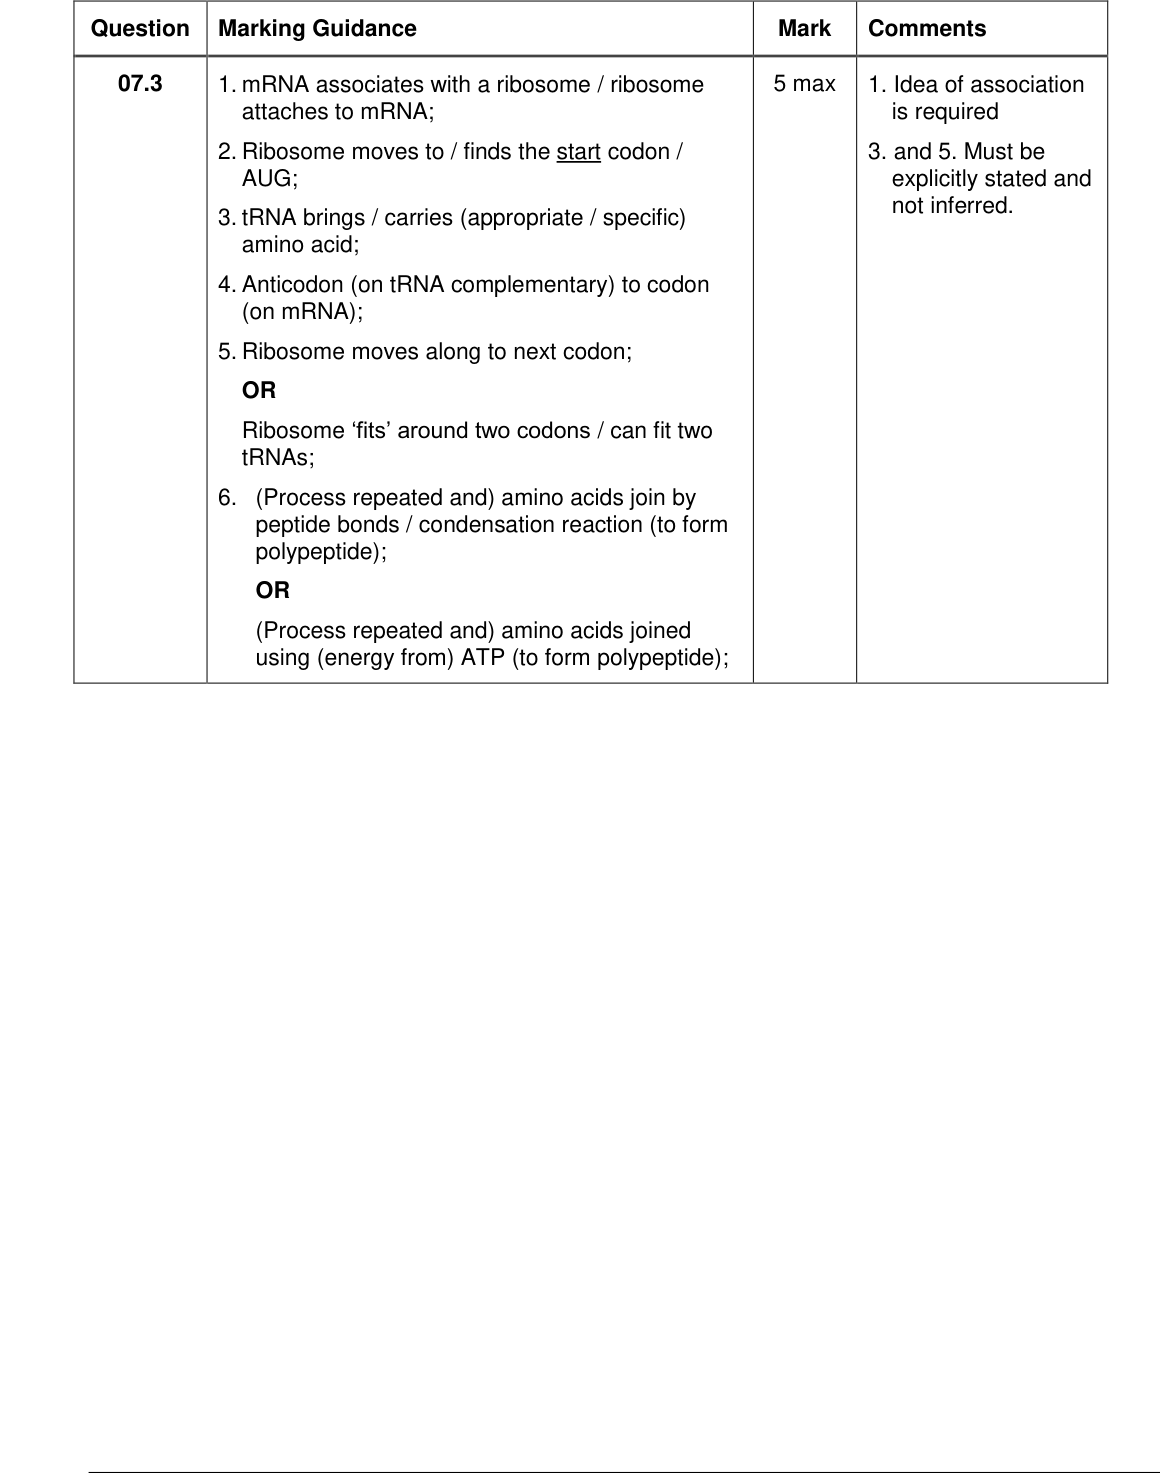 Question Marking Guidance Mark Comments
07.3 1. mRNA associates with a ribosome / ribosome 5 max 1. Idea of association
attaches to mRNA; is required
2. Ribosome moves to / finds the start codon / 3. and 5. Must be
AUG; explicitly stated and
not inferred.
3. tRNA brings / carries (appropriate / specific)
amino acid;
4. Anticodon (on tRNA complementary) to codon
(on mRNA);
5. Ribosome moves along to next codon;
OR
Ribosome ‘fits’ around two codons / can fit two
tRNAs;
6. (Process repeated and) amino acids join by
peptide bonds / condensation reaction (to form
polypeptide);
OR
(Process repeated and) amino acids joined
using (energy from) ATP (to form polypeptide);